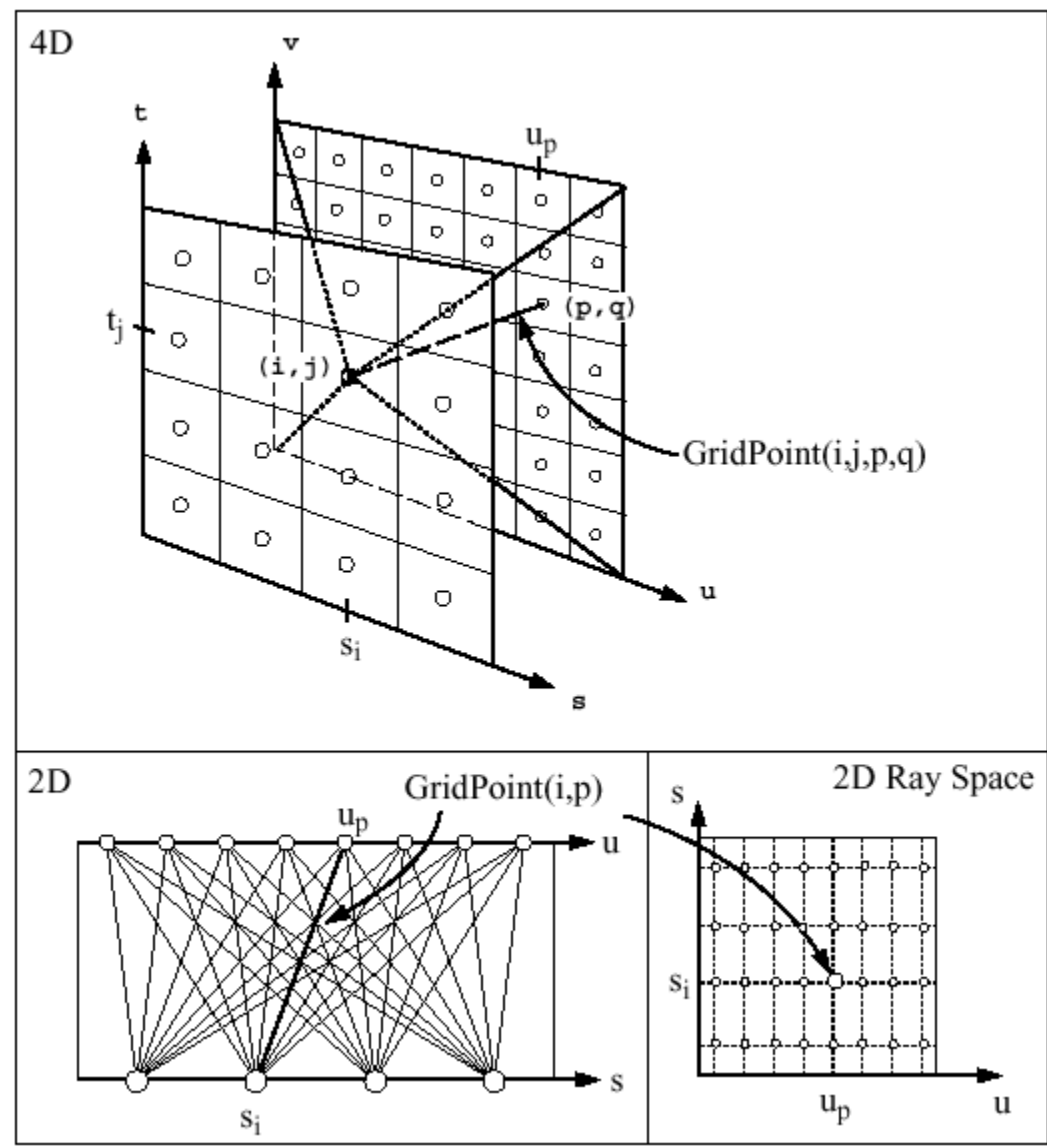 4D
v
t
u_p
t_j
(p,q)
(i,j)
GridPoint(i,j,p,q)
u
s_i
s
2D
GridPoint(i,p)
u_p
u
s
s_i
2D Ray Space
s
s_i
u_p
u